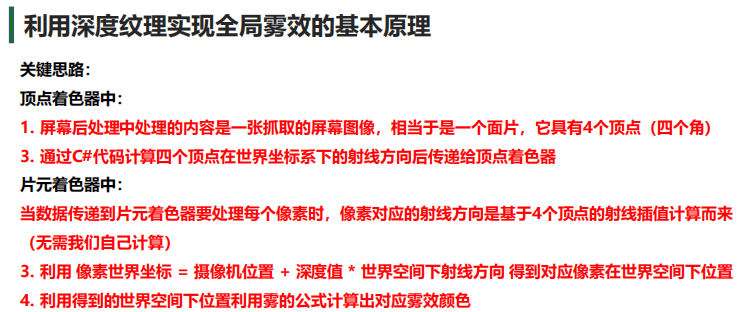 利用深度纹理实现全局雾效的基本原理
关键思路：
顶点着色器中：
1. 屏幕后处理中处理的内容是一张抓取的屏幕图像，相当于是一个面片，它具有4个顶点（四个角）
3. 通过C#代码计算四个顶点在世界坐标系下的射线方向后传递给顶点着色器
片元着色器中：
当数据传递到片元着色器要处理每个像素时，像素对应的射线方向是基于4个顶点的射线插值计算而来
（无需我们自己计算）
3. 利用 像素世界坐标 = 摄像机位置 + 深度值 * 世界空间下射线方向 得到对应像素在世界空间下位置
4. 利用得到的世界空间下位置利用雾的公式计算出对应雾效颜色